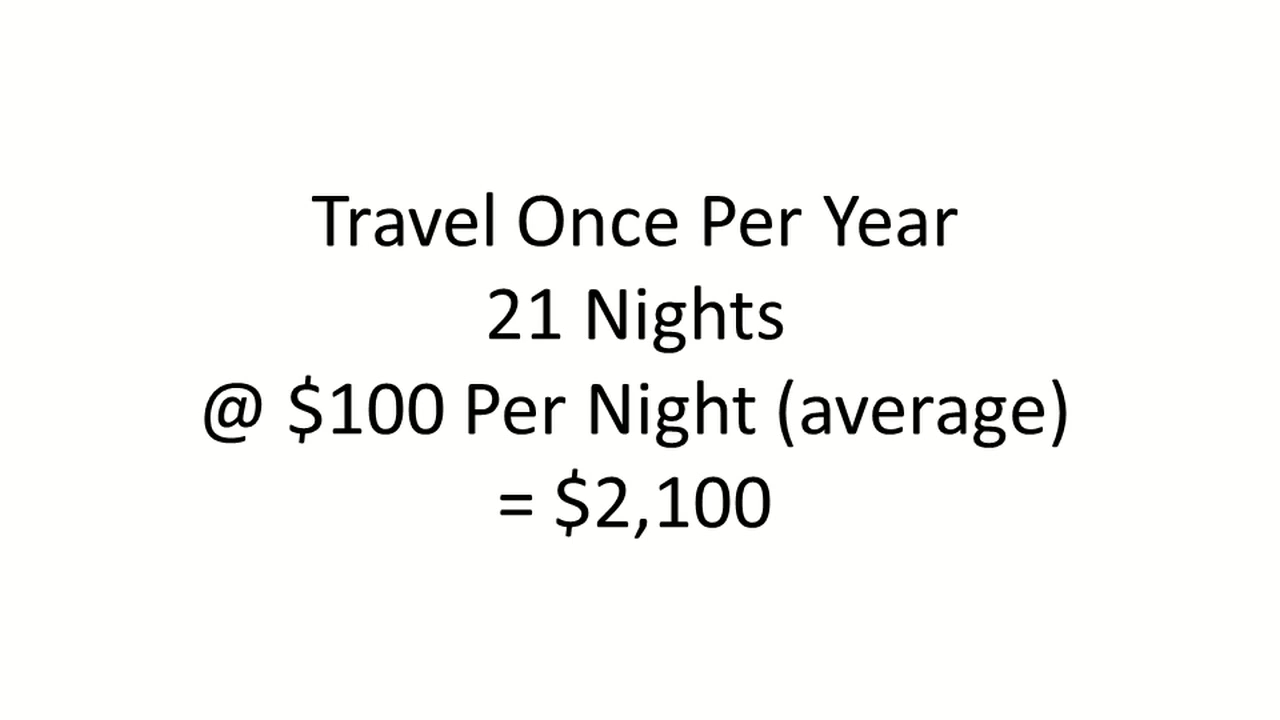 Travel Once Per Year
21 Nights
@ $100 Per Night (average)
= $2,100